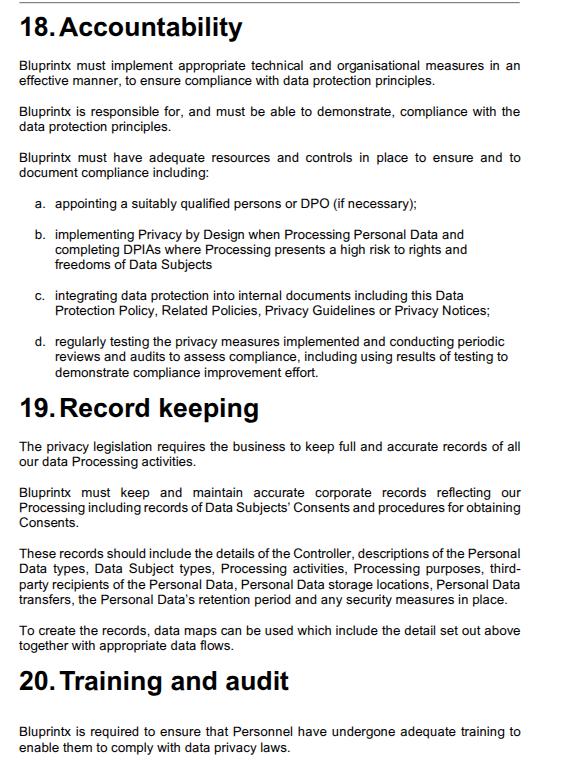 18. Accountability
Bluprintx must implement appropriate technical and organisational measures in an
effective manner, to ensure compliance with data protection principles.
Bluprintx is responsible for, and must be able to demonstrate, compliance with the
data protection principles.
Bluprintx must have adequate resources and controls in place to ensure and to
document compliance including:
a. appointing a suitably qualified persons or DPO (if necessary);
b. implementing Privacy by Design when Processing Personal Data and
completing DPIAs where Processing presents a high risk to rights and
freedoms of Data Subjects
c. integrating data protection into internal documents including this Data
Protection Policy, Related Policies, Privacy Guidelines or Privacy Notices;
d. regularly testing the privacy measures implemented and conducting periodic
reviews and audits to assess compliance, including using results of testing to
demonstrate compliance improvement effort.
19. Record keeping
The privacy legislation requires the business to keep full and accurate records of all
our data Processing activities.
Bluprintx must keep and maintain accurate corporate records reflecting our
Processing including records of Data Subjects' Consents and procedures for obtaining
Consents.
These records should include the details of the Controller, descriptions of the Personal
Data types, Data Subject types, Processing activities, Processing purposes, third-
party recipients of the Personal Data, Personal Data storage locations, Personal Data
transfers, the Personal Data's retention period and any security measures in place.
To create the records, data maps can be used which include the detail set out above
together with appropriate data flows.
20. Training and audit
Bluprintx is required to ensure that Personnel have undergone adequate training to
enable them to comply with data privacy laws.